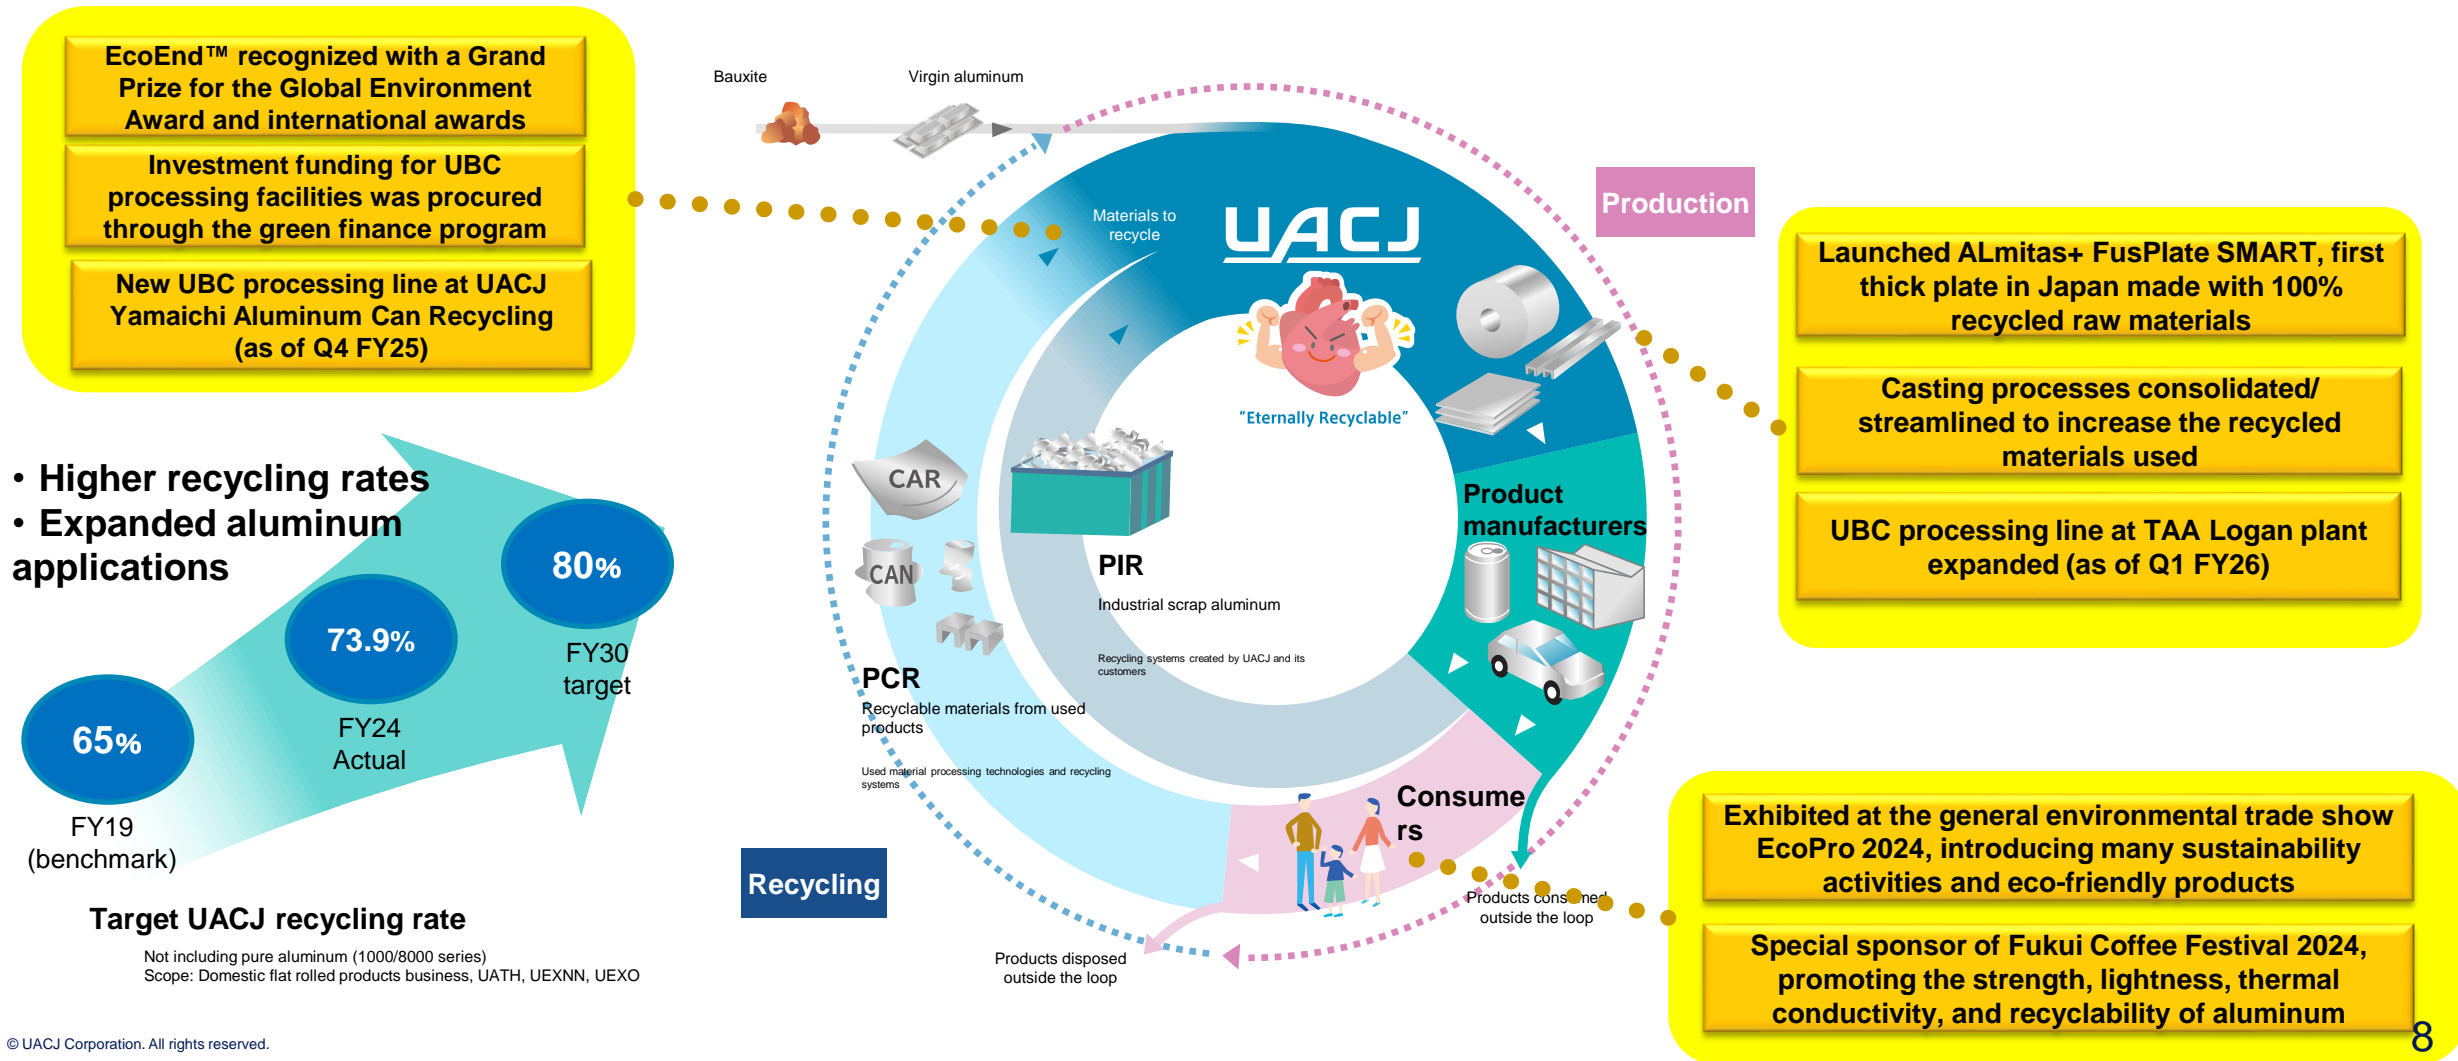 EcoEnd™ recognized with a Grand
Prize for the Global Environment
Award and international awards
Investment funding for UBC
processing facilities was procured
through the green finance program
New UBC processing line at UACJ
Yamaichi Aluminum Can Recycling
(as of Q4 FY25)
• Higher recycling rates
• Expanded aluminum
applications
65%
FY19
(benchmark)
73.9%
FY24
Actual
80%
FY30
target
Target UACJ recycling rate
Not including pure aluminum (1000/8000 series)
Scope: Domestic flat rolled products business, UATH, UEXNN, UEXO
Bauxite
Virgin aluminum
Materials to
recycle
UACJ
"Eternally Recyclable"
Production
CAR
CAN
PIR
Industrial scrap aluminum
Recycling systems created by UACJ and its
customers
PCR
Recyclable materials from used
products
Used material processing technologies and recycling
systems
Product
manufacturers
Consume
rs
Recycling
Products consumed
outside the loop
Products disposed
outside the loop
Launched ALmitas+ FusPlate SMART, first
thick plate in Japan made with 100%
recycled raw materials
Casting processes consolidated/
streamlined to increase the recycled
materials used
UBC processing line at TAA Logan plant
expanded (as of Q1 FY26)
Exhibited at the general environmental trade show
EcoPro 2024, introducing many sustainability
activities and eco-friendly products
Special sponsor of Fukui Coffee Festival 2024,
promoting the strength, lightness, thermal
conductivity, and recyclability of aluminum
© UACJ Corporation. All rights reserved.
8